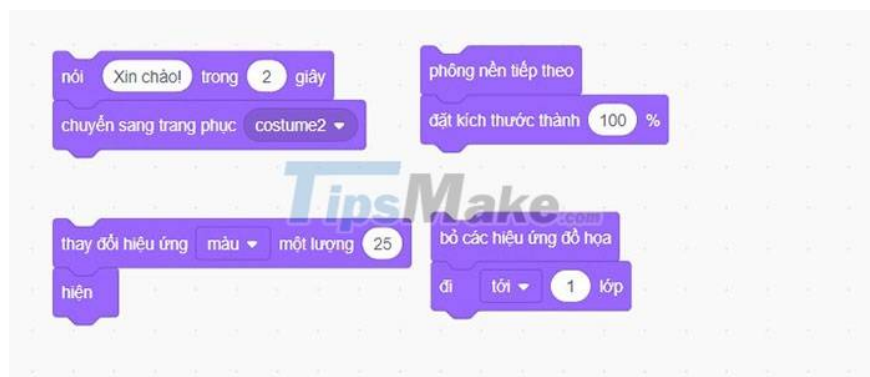 nói Xin chào! trong 2 giây
chuyển sang trang phục costume2
phông nền tiếp theo
đặt kích thước thành 100 %
TipsMake.com
thay đổi hiệu ứng màu một lượng 25
hiện
bỏ các hiệu ứng đồ họa
đi tới 1 lớp